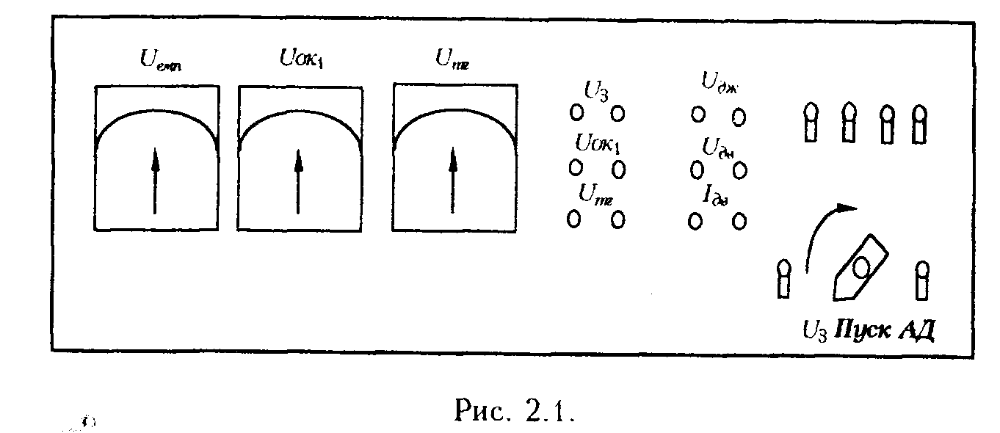 Uемп Uок1 Uтг
U3 Uдж
Uок1 Uдн
Uтг Iдв
U3 Пуск АД
Рис. 2.1.